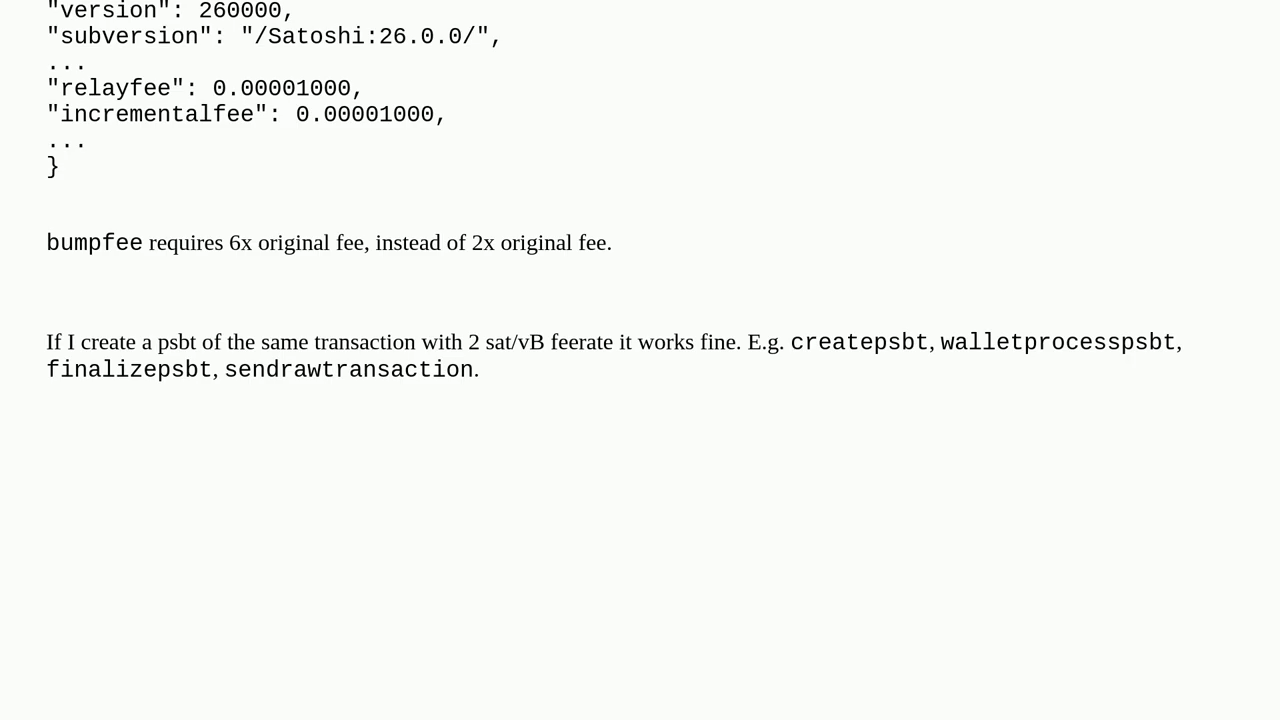 "version": 260000,
"subversion": "/Satoshi:26.0.0/",
...
"relayfee": 0.00001000,
"incrementalfee": 0.00001000,
...
}
bumpfee requires 6x original fee, instead of 2x original fee.
If I create a psbt of the same transaction with 2 sat/vB feerate it works fine. E.g. createpsbt, walletprocesspsbt,
finalizepsbt, sendrawtransaction.